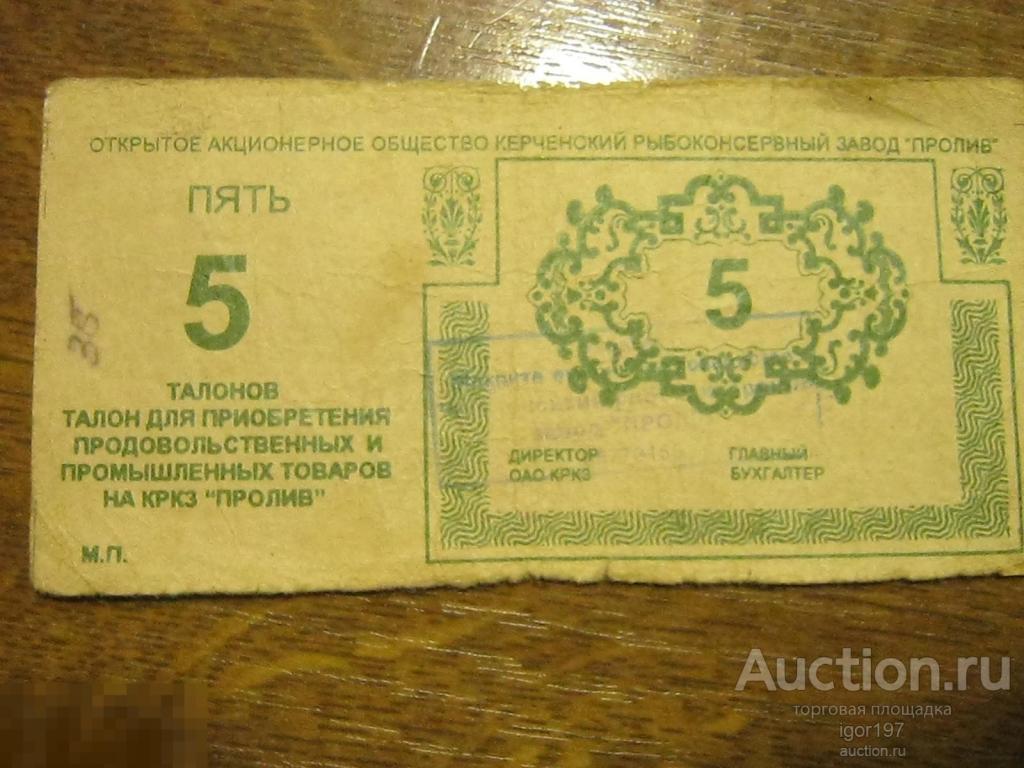 ОТКРЫТОЕ АКЦИОНЕРНОЕ ОБЩЕСТВО КЕРЧЕНСКИЙ РЫБОКОНСЕРВНЫЙ ЗАВОД "ПРОЛИВ"
ПЯТЬ
5
35
ТАЛОНОВ
ТАЛОН ДЛЯ ПРИОБРЕТЕНИЯ
ПРОДОВОЛЬСТВЕННЫХ И
ПРОМЫШЛЕННЫХ ТОВАРОВ
НА КРКЗ "ПРОЛИВ"
М.П.
5
ДИРЕКТОР
ОАО КРКЗ
ГЛАВНЫЙ
БУХГАЛТЕР
Auction.ru
торговая площадка
igor197
auction.ru